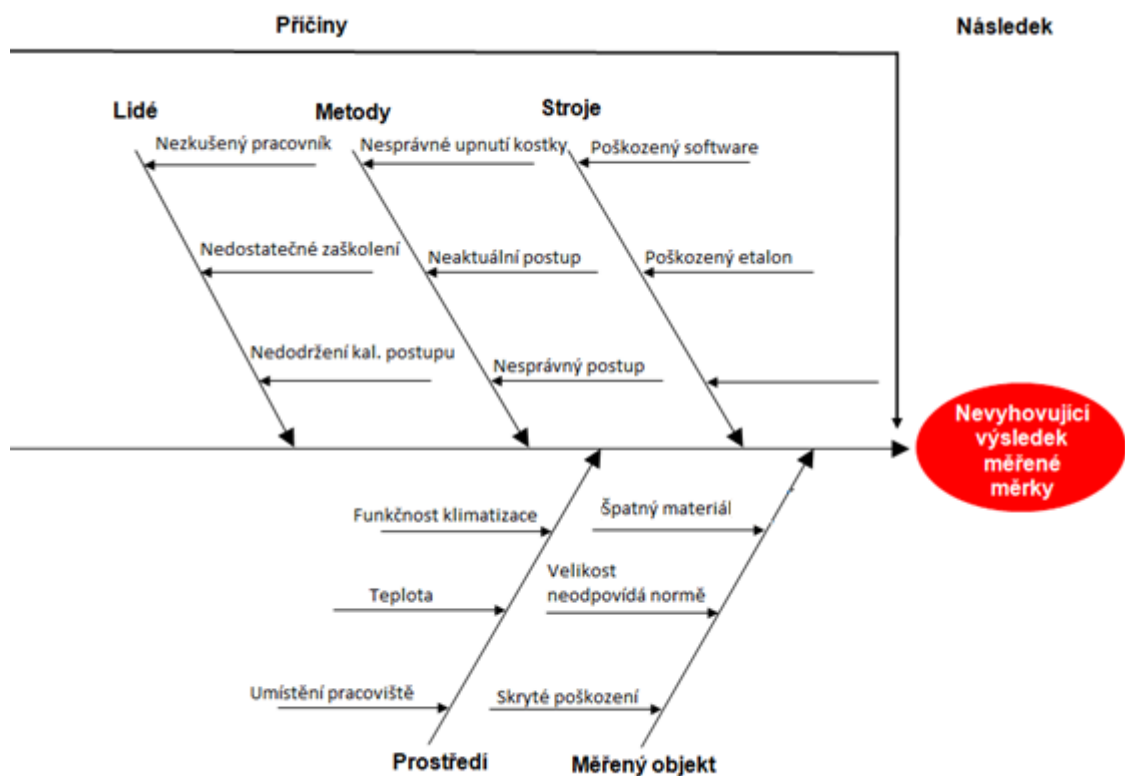 Příčiny
Následek
Lidé
Metody
Stroje
Nezkušený pracovník
Nesprávné upnutí kostky
Poškozený software
Nedostatečné zaškolení
Neaktuální postup
Poškozený etalon
Nedodržení kal. postupu
Nesprávný postup
Nevyhovující
výsledek
měřené
měrky
Funkčnost klimatizace
Špatný materiál
Teplota
Velikost
neodpovídá normě
Umístění pracoviště
Skryté poškození
Prostředí
Měřený objekt